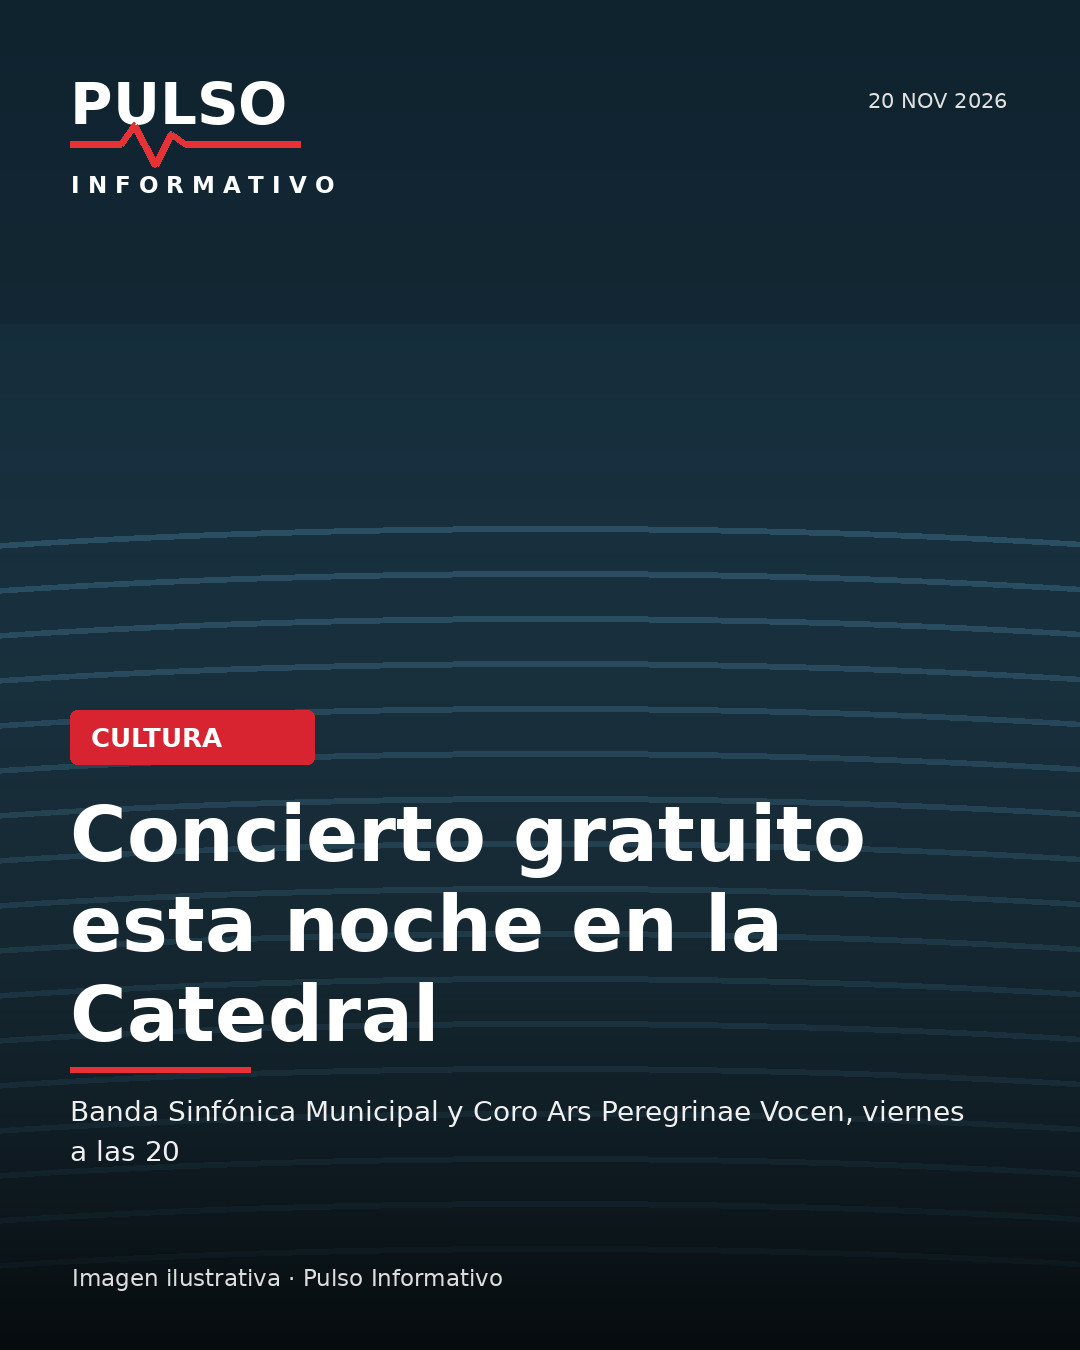 PULSO
INFORMATIVO
20 NOV 2026
CULTURA
Concierto gratuito
esta noche en la
Catedral
Banda Sinfónica Municipal y Coro Ars Peregrinae Vocen, viernes
a las 20
Imagen ilustrativa · Pulso Informativo